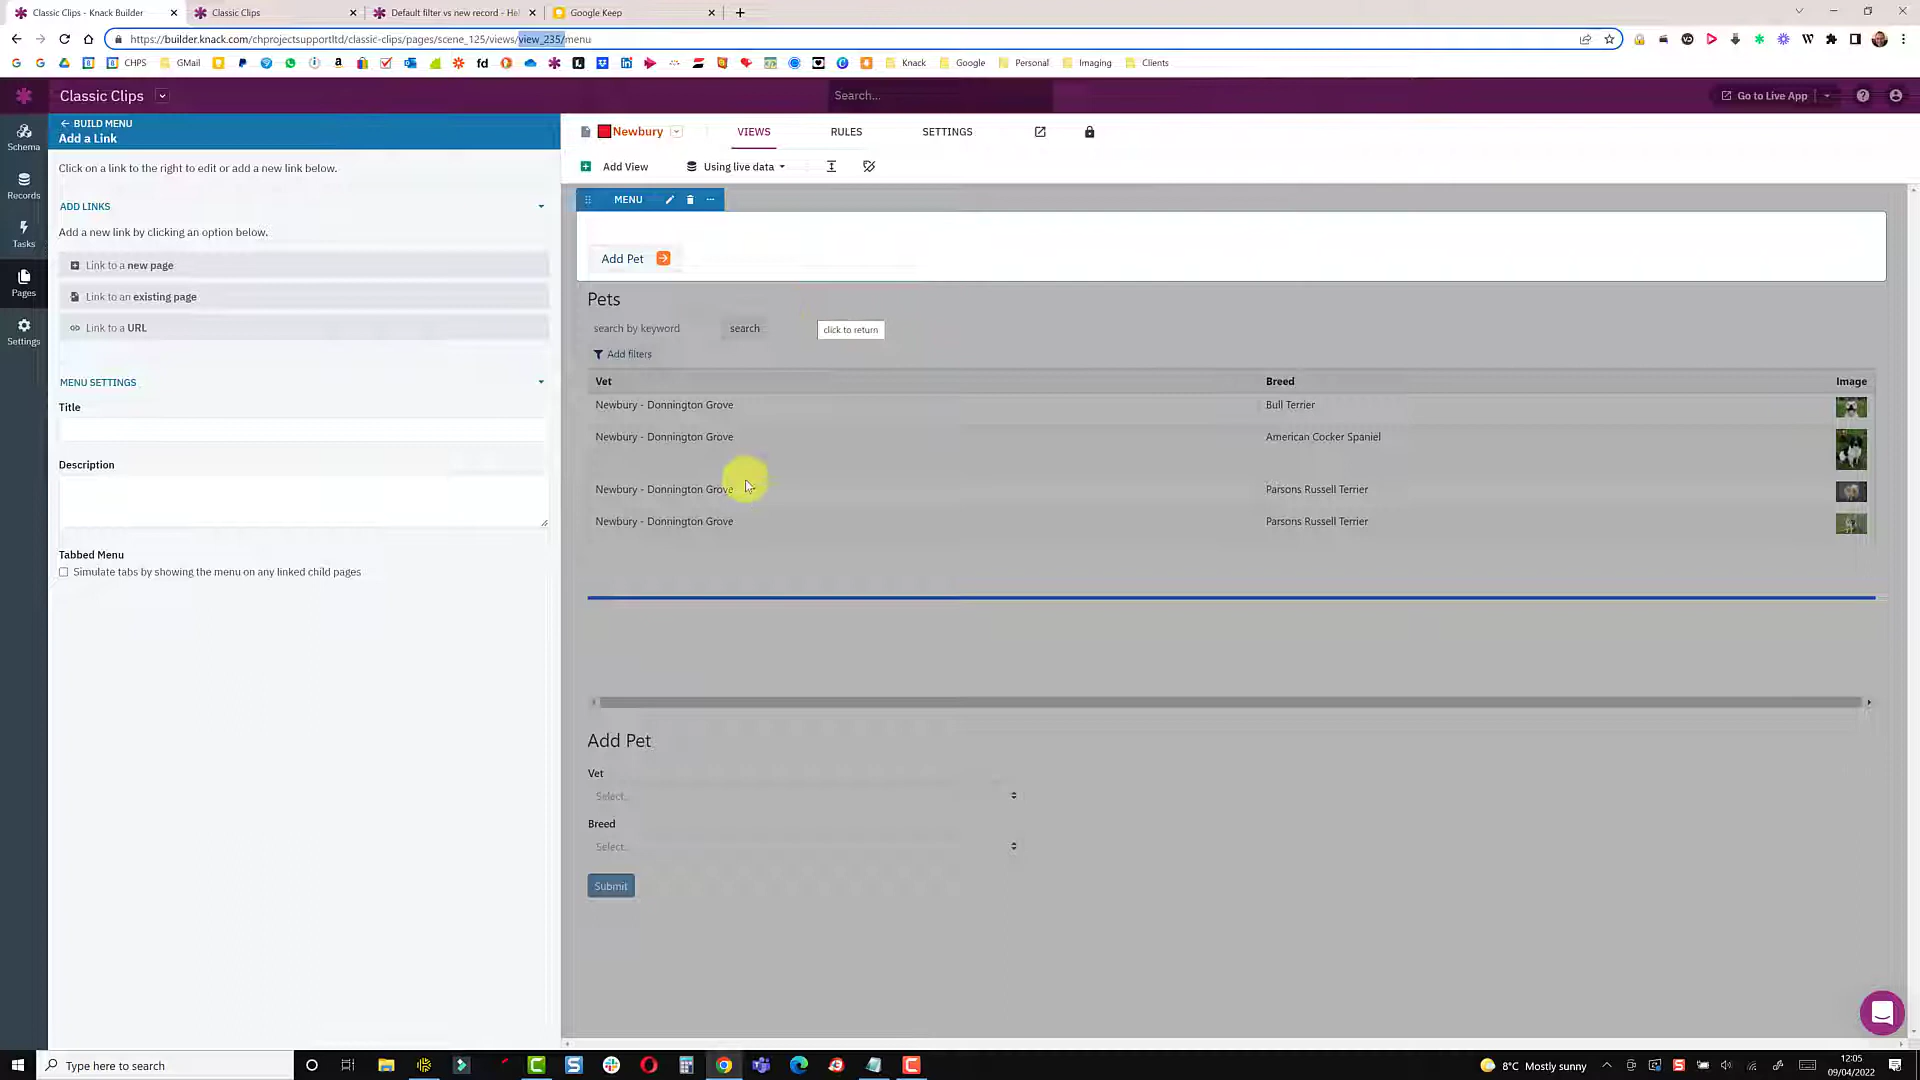 Classic Clips - Knack Builder
Classic Clips
Default filter vs new record - Hel
Google Keep
https://builder.knack.com/chprojectsupportltd/classic-clips/pages/scene_125/views/view_235/menu
CHPS
GMail
Knack
Google
Personal
Imaging
Clients
Classic Clips
Search...
Go to Live App
Schema
Records
Tasks
Pages
Settings
BUILD MENU
Add a Link
Click on a link to the right to edit or add a new link below.
ADD LINKS
Add a new link by clicking an option below.
Link to a new page
Link to an existing page
Link to a URL
MENU SETTINGS
Title
Description
Tabbed Menu
Simulate tabs by showing the menu on any linked child pages
Newbury
VIEWS
RULES
SETTINGS
Add View
Using live data
MENU
Add Pet
Pets
search by keyword
search
click to return
Add filters
Vet Breed Image
Newbury - Donnington Grove Bull Terrier
Newbury - Donnington Grove American Cocker Spaniel
Newbury - Donnington Grove Parsons Russell Terrier
Newbury - Donnington Grove Parsons Russell Terrier
Add Pet
Vet
Select.
Breed
Select.
Submit
Type here to search
8°C Mostly sunny
12:05
09/04/2022